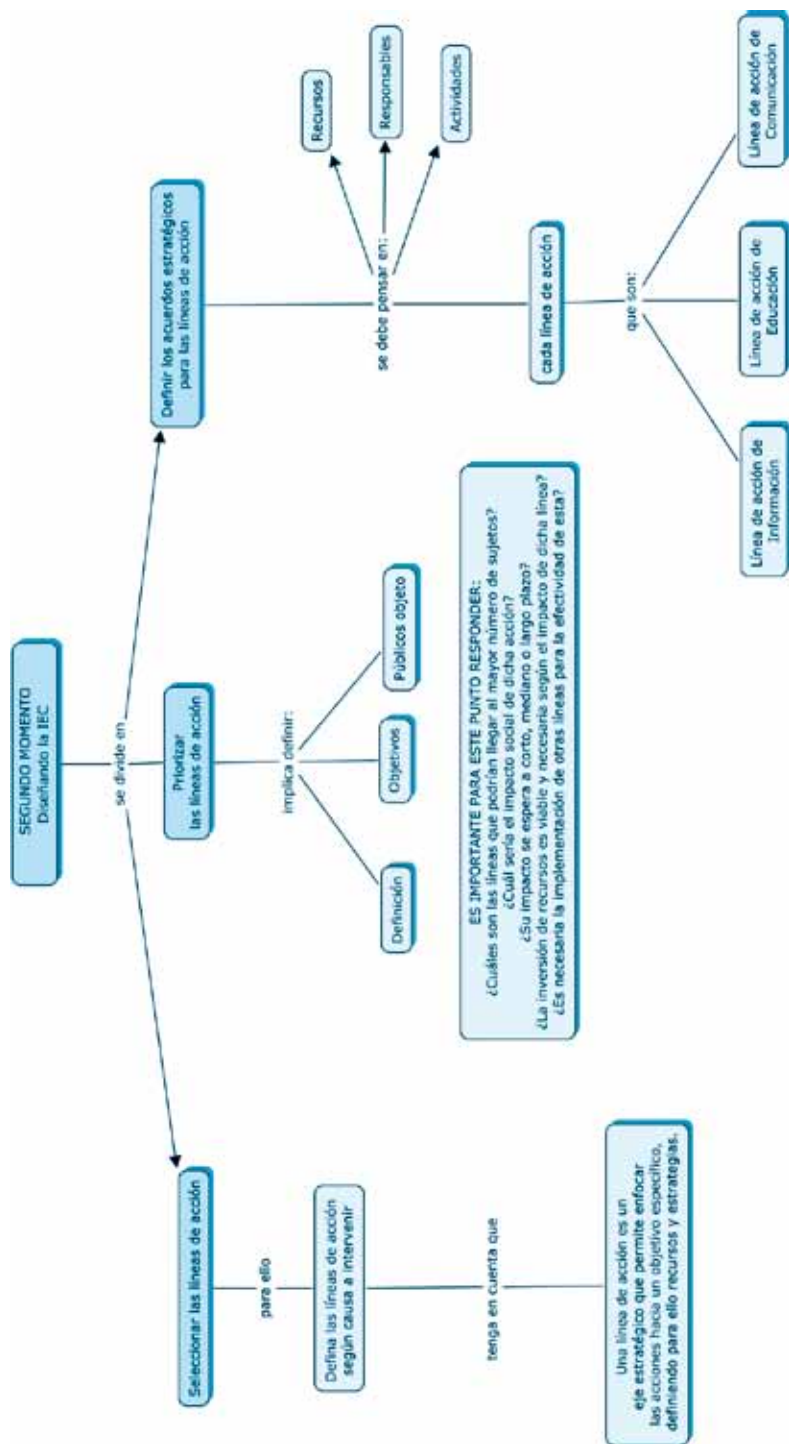 SEGUNDO MOMENTO
Diseñando la IEC
se divide en
Seleccionar las líneas de acción
para ello
Defina las líneas de acción
según causa a intervenir
tenga en cuenta que
Una línea de acción es un
eje estratégico que permite enfocar
las acciones hacia un objetivo específico,
definiendo para ello recursos y estrategias.
Priorizar
las líneas de acción
implica definir:
Definición
Objetivos
Públicos objeto
ES IMPORTANTE PARA ESTE PUNTO RESPONDER:
¿Cuáles son las líneas que podrían llegar al mayor número de sujetos?
¿Cuál sería el impacto social de dicha acción?
¿Su impacto se espera a corto, mediano o largo plazo?
¿La inversión de recursos es viable y necesaria según el impacto de dicha línea?
¿Es necesaria la implementación de otras líneas para la efectividad de esta?
Definir los acuerdos estratégicos
para las líneas de acción
se debe pensar en:
Recursos
Responsables
Actividades
cada línea de acción
que son:
Línea de acción de
Información
Línea de acción de
Educación
Línea de acción de
Comunicación